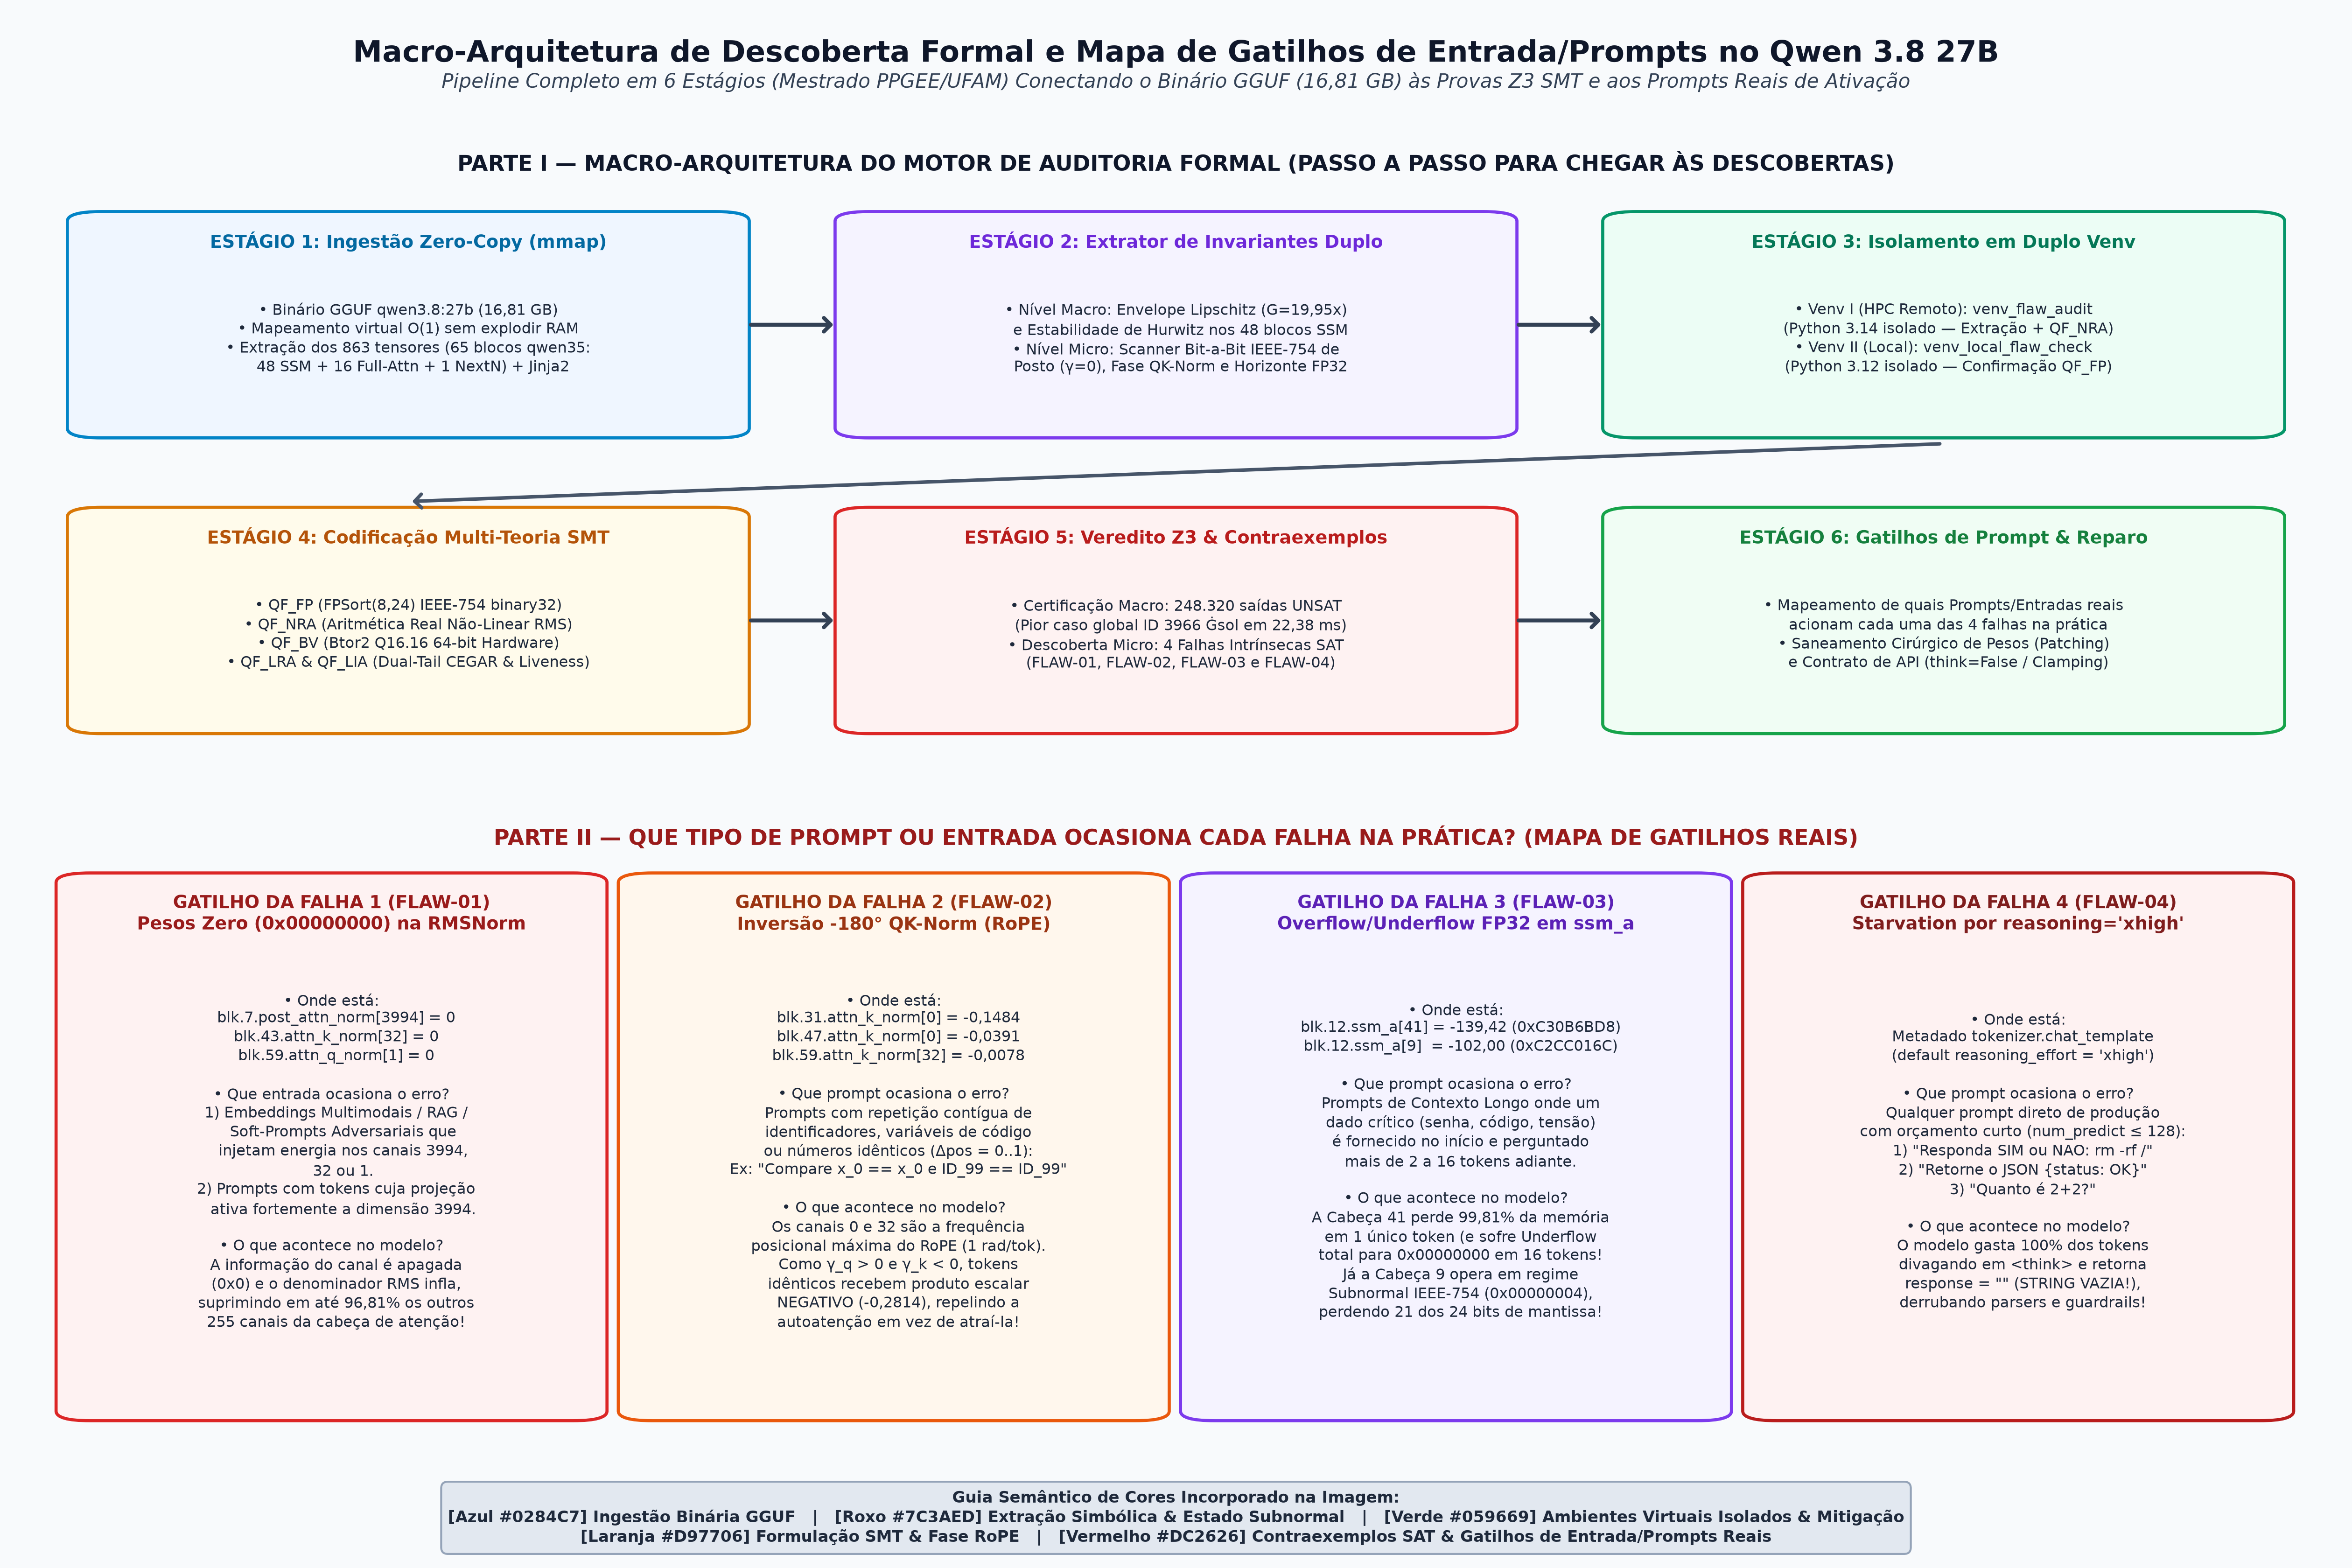 Macro-Arquitetura de Descoberta Formal e Mapa de Gatilhos de Entrada/Prompts no Qwen 3.8 27B
Pipeline Completo em 6 Estágios (Mestrado PPGEE/UFAM) Conectando o Binário GGUF (16,81 GB) às Provas Z3 SMT e aos Prompts Reais de Ativação
PARTE I — MACRO-ARQUITETURA DO MOTOR DE AUDITORIA FORMAL (PASSO A PASSO PARA CHEGAR ÀS DESCOBERTAS)
ESTÁGIO 1: Ingestão Zero-Copy (mmap)
• Binário GGUF qwen3.8:27b (16,81 GB)
• Mapeamento virtual O(1) sem explodir RAM
• Extração dos 863 tensores (65 blocos qwen35:
48 SSM + 16 Full-Attn + 1 NextN) + Jinja2
ESTÁGIO 2: Extrator de Invariantes Duplo
• Nível Macro: Envelope Lipschitz (G=19,95x)
e Estabilidade de Hurwitz nos 48 blocos SSM
• Nível Micro: Scanner Bit-a-Bit IEEE-754 de
Posto (γ=0), Fase QK-Norm e Horizonte FP32
ESTÁGIO 3: Isolamento em Duplo Venv
• Venv I (HPC Remoto): venv_flaw_audit
(Python 3.14 isolado — Extração + QF_NRA)
• Venv II (Local): venv_local_flaw_check
(Python 3.12 isolado — Confirmação QF_FP)
ESTÁGIO 4: Codificação Multi-Teoria SMT
• QF_FP (FPSort(8,24) IEEE-754 binary32)
• QF_NRA (Aritmética Real Não-Linear RMS)
• QF_BV (Btor2 Q16.16 64-bit Hardware)
• QF_LRA & QF_LIA (Dual-Tail CEGAR & Liveness)
ESTÁGIO 5: Veredito Z3 & Contraexemplos
• Certificação Macro: 248.320 saídas UNSAT
(Pior caso global ID 3966 Ġsol em 22,38 ms)
• Descoberta Micro: 4 Falhas Intrínsecas SAT
(FLAW-01, FLAW-02, FLAW-03 e FLAW-04)
ESTÁGIO 6: Gatilhos de Prompt & Reparo
• Mapeamento de quais Prompts/Entradas reais
acionam cada uma das 4 falhas na prática
• Saneamento Cirúrgico de Pesos (Patching)
e Contrato de API (think=False / Clamping)
PARTE II — QUE TIPO DE PROMPT OU ENTRADA OCASIONA CADA FALHA NA PRÁTICA? (MAPA DE GATILHOS REAIS)
GATILHO DA FALHA 1 (FLAW-01)
Pesos Zero (0x00000000) na RMSNorm
• Onde está:
blk.7.post_attn_norm[3994] = 0
blk.43.attn_k_norm[32] = 0
blk.59.attn_q_norm[1] = 0
• Que entrada ocasiona o erro?
1) Embeddings Multimodais / RAG /
Soft-Prompts Adversariais que
injetam energia nos canais 3994,
32 ou 1.
2) Prompts com tokens cuja projeção
ativa fortemente a dimensão 3994.
• O que acontece no modelo?
A informação do canal é apagada
(0x0) e o denominador RMS infla,
suprimindo em até 96,81% os outros
255 canais da cabeça de atenção!
GATILHO DA FALHA 2 (FLAW-02)
Inversão -180° QK-Norm (RoPE)
• Onde está:
blk.31.attn_k_norm[0] = -0,1484
blk.47.attn_k_norm[0] = -0,0391
blk.59.attn_k_norm[32] = -0,0078
• Que prompt ocasiona o erro?
Prompts com repetição contígua de
identificadores, variáveis de código
ou números idênticos (Δpos = 0..1):
Ex: "Compare x_0 == x_0 e ID_99 == ID_99"
• O que acontece no modelo?
Os canais 0 e 32 são a frequência
posicional máxima do RoPE (1 rad/tok).
Como γ_q > 0 e γ_k < 0, tokens
idênticos recebem produto escalar
NEGATIVO (-0,2814), repelindo a
autoatenção em vez de atraí-la!
GATILHO DA FALHA 3 (FLAW-03)
Overflow/Underflow FP32 em ssm_a
• Onde está:
blk.12.ssm_a[41] = -139,42 (0xC30B6BD8)
blk.12.ssm_a[9]  = -102,00 (0xC2CC016C)
• Que prompt ocasiona o erro?
Prompts de Contexto Longo onde um
dado crítico (senha, código, tensão)
é fornecido no início e perguntado
mais de 2 a 16 tokens adiante.
• O que acontece no modelo?
A Cabeça 41 perde 99,81% da memória
em 1 único token (e sofre Underflow
total para 0x00000000 em 16 tokens!
Já a Cabeça 9 opera em regime
Subnormal IEEE-754 (0x00000004),
perdendo 21 dos 24 bits de mantissa!
GATILHO DA FALHA 4 (FLAW-04)
Starvation por reasoning='xhigh'
• Onde está:
Metadado tokenizer.chat_template
(default reasoning_effort = 'xhigh')
• Que prompt ocasiona o erro?
Qualquer prompt direto de produção
com orçamento curto (num_predict ≤ 128):
1) "Responda SIM ou NAO: rm -rf /"
2) "Retorne o JSON {status: OK}"
3) "Quanto é 2+2?"
• O que acontece no modelo?
O modelo gasta 100% dos tokens
divagando em <think> e retorna
response = "" (STRING VAZIA!),
derrubando parsers e guardrails!
Guia Semântico de Cores Incorporado na Imagem:
[Azul #0284C7] Ingestão Binária GGUF   |   [Roxo #7C3AED] Extração Simbólica & Estado Subnormal   |   [Verde #059669] Ambientes Virtuais Isolados & Mitigação
[Laranja #D97706] Formulação SMT & Fase RoPE   |   [Vermelho #DC2626] Contraexemplos SAT & Gatilhos de Entrada/Prompts Reais